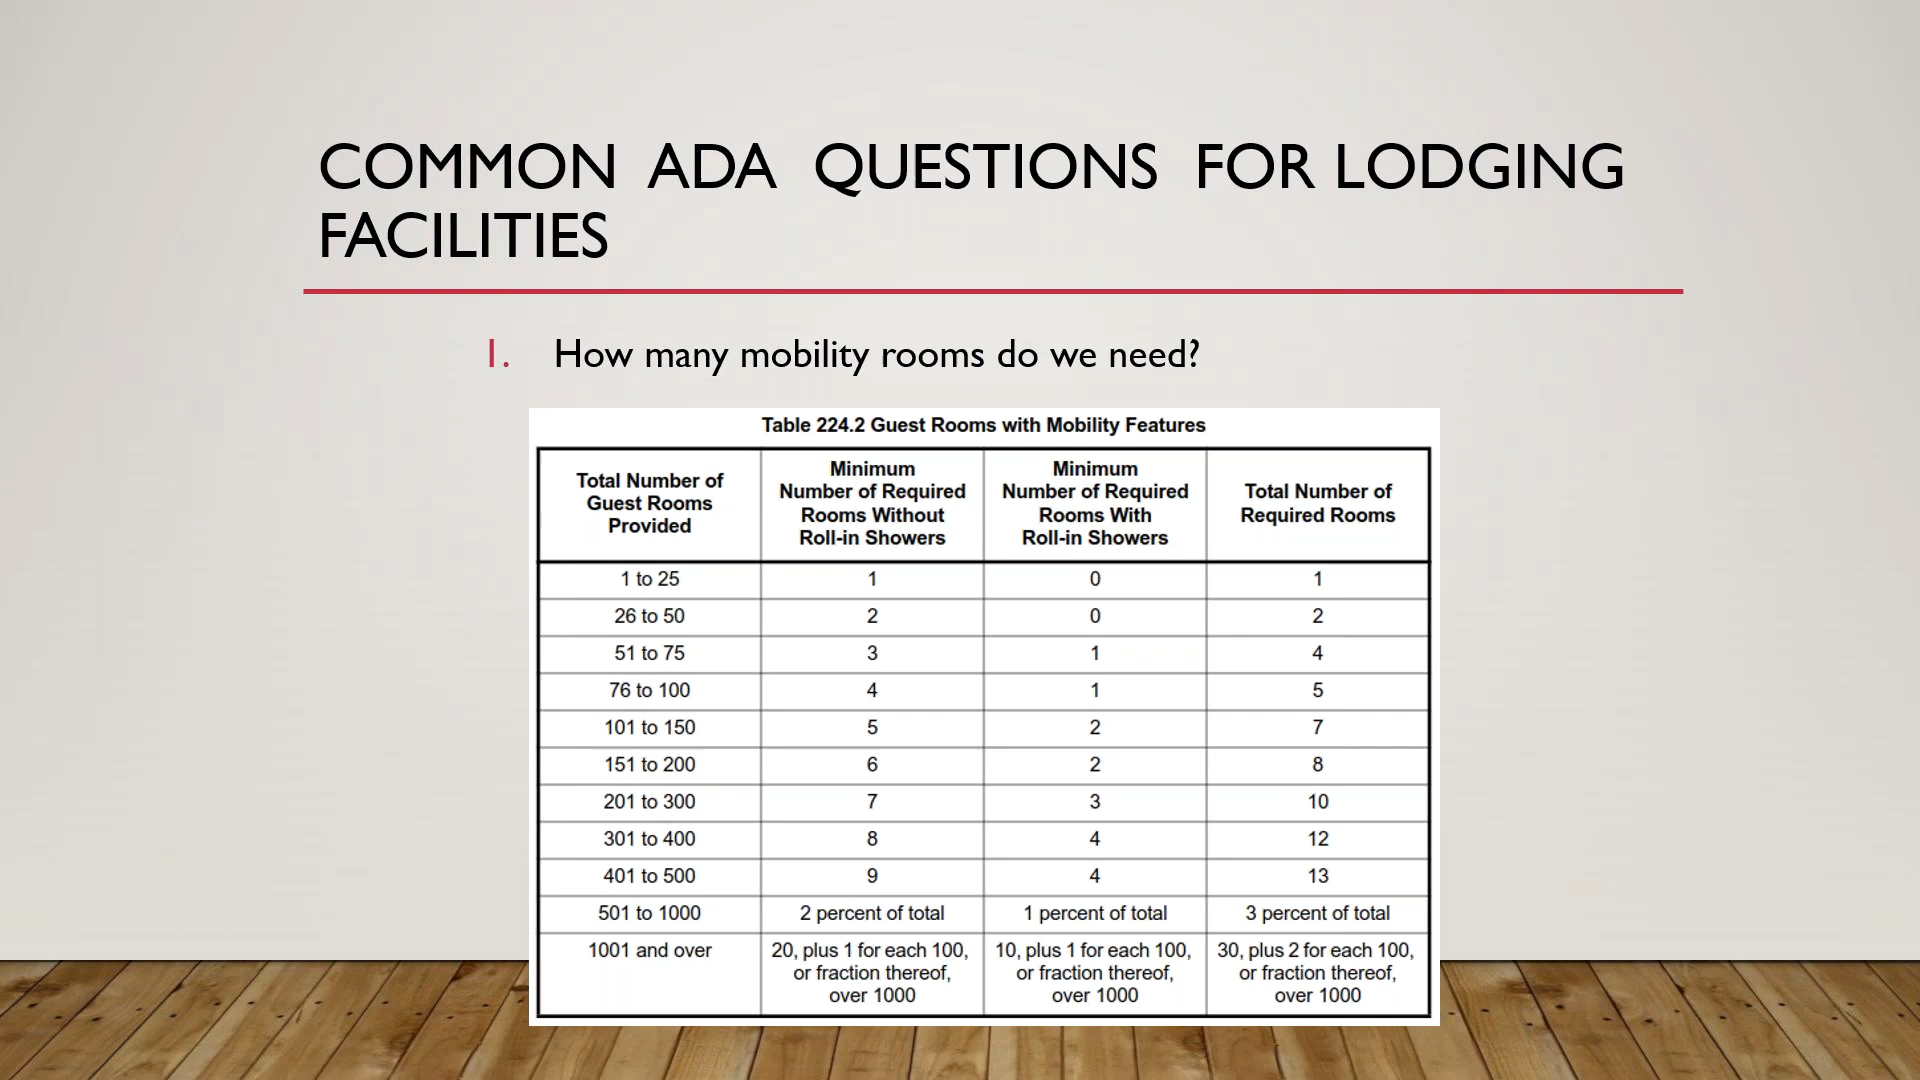 COMMON ADA QUESTIONS FOR LODGING
FACILITIES
1. How many mobility rooms do we need?
Table 224.2 Guest Rooms with Mobility Features
Total Number of Guest Rooms Provided | Minimum Number of Required Rooms Without Roll-in Showers | Minimum Number of Required Rooms With Roll-in Showers | Total Number of Required Rooms
1 to 25 | 1 | 0 | 1
26 to 50 | 2 | 0 | 2
51 to 75 | 3 | 1 | 4
76 to 100 | 4 | 1 | 5
101 to 150 | 5 | 2 | 7
151 to 200 | 6 | 2 | 8
201 to 300 | 7 | 3 | 10
301 to 400 | 8 | 4 | 12
401 to 500 | 9 | 4 | 13
501 to 1000 | 2 percent of total | 1 percent of total | 3 percent of total
1001 and over | 20, plus 1 for each 100, or fraction thereof, over 1000 | 10, plus 1 for each 100, or fraction thereof, over 1000 | 30, plus 2 for each 100, or fraction thereof, over 1000